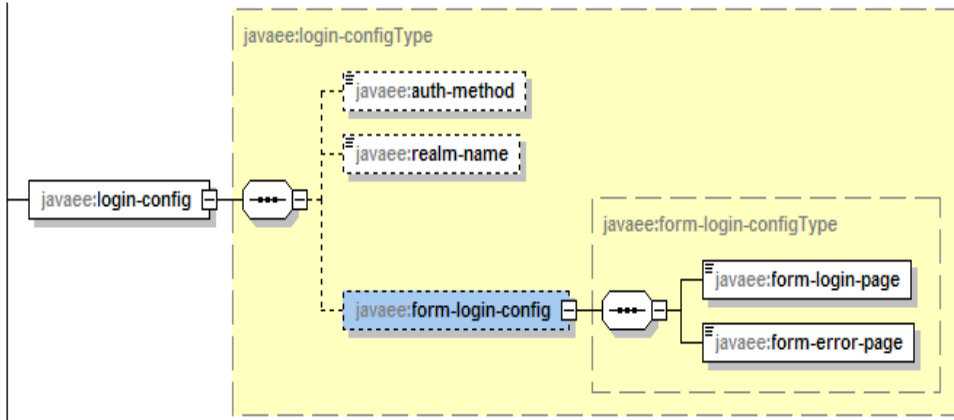 javaee:login-configType
javaee:auth-method
javaee:realm-name
javaee:login-config
javaee:form-login-configType
javaee:form-login-page
javaee:form-login-config
javaee:form-error-page